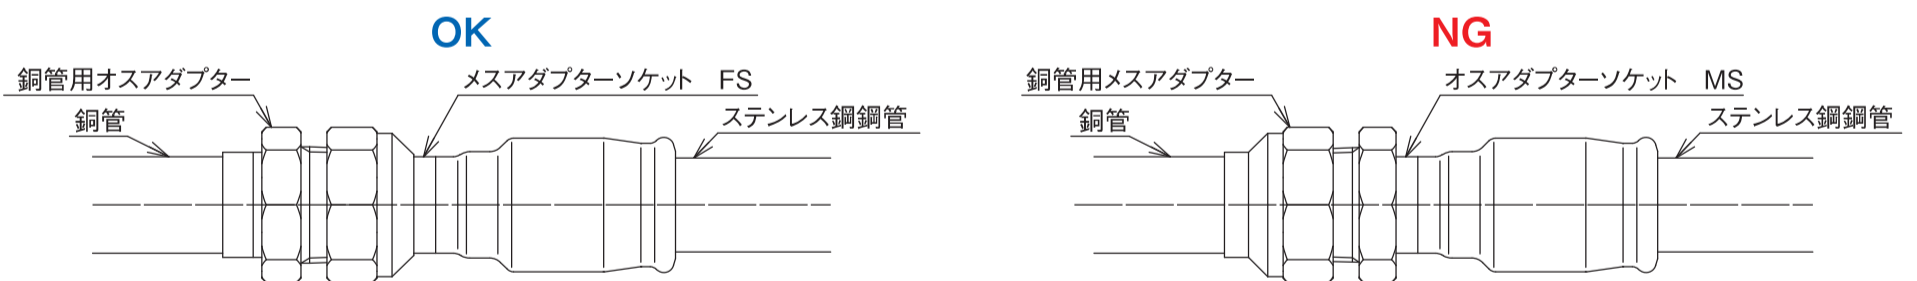 OK
銅管用オスアダプター
メスアダプターソケット　FS
銅管
ステンレス鋼鋼管
NG
銅管用メスアダプター
オスアダプターソケット　MS
銅管
ステンレス鋼鋼管